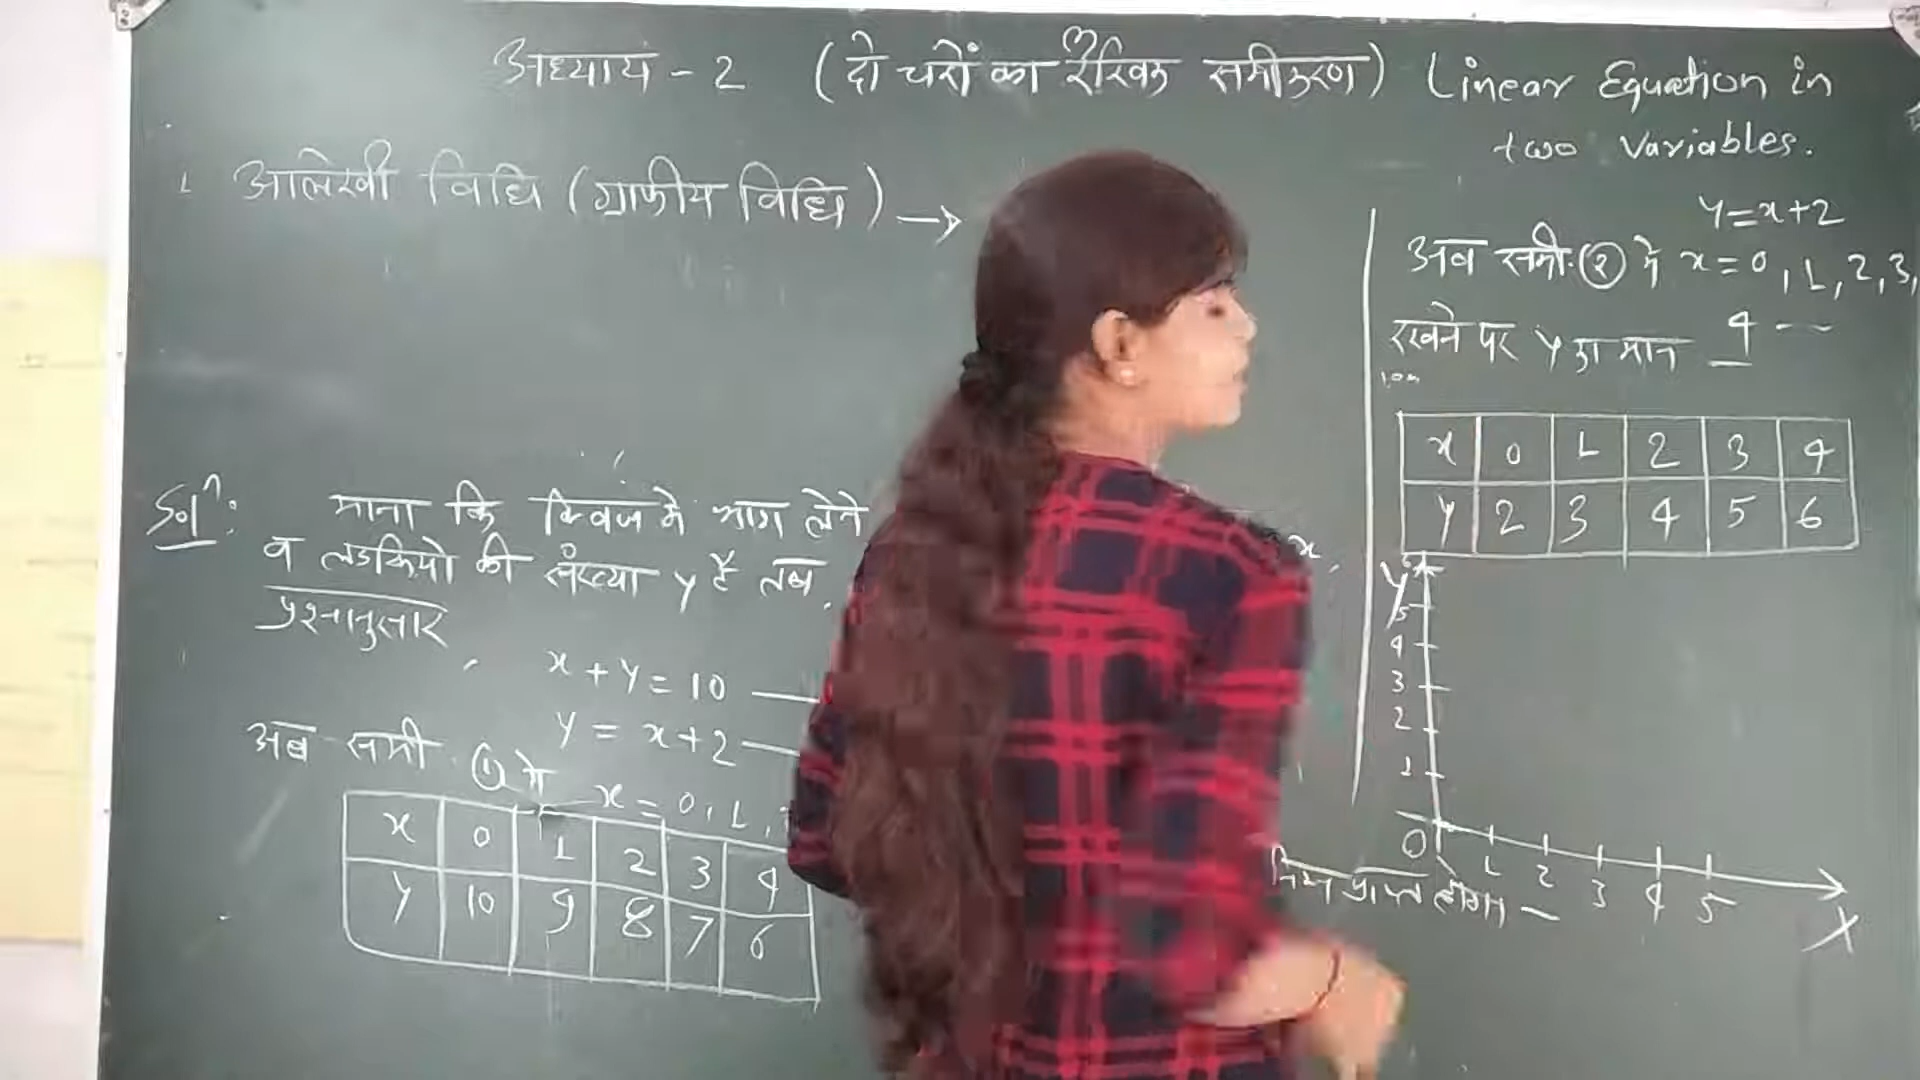 अध्याय - 2 (दो चरों का रैखिक समीकरण) Linear Equation in
two Variables.
आलेखी विधि (ग्राफीय विधि) →
Solⁿ: माना कि क्विज मे भाग लेने
व लडकियो की संख्या y है तब,
प्रश्नानुसार,
x + y = 10
y = x+2
अब समी. ① मे x = 0, 1,
x 0 1 2 3 4
y 10 9 8 7 6
x,
निम्न प्राप्त होगा —
y=x+2
अब समी. ② मे x = 0, 1, 2, 3,
4 —
रखने पर y का मान
x 0 1 2 3 4
y 2 3 4 5 6
Y
5
4
3
2
1
0 1 2 3 4 5
X